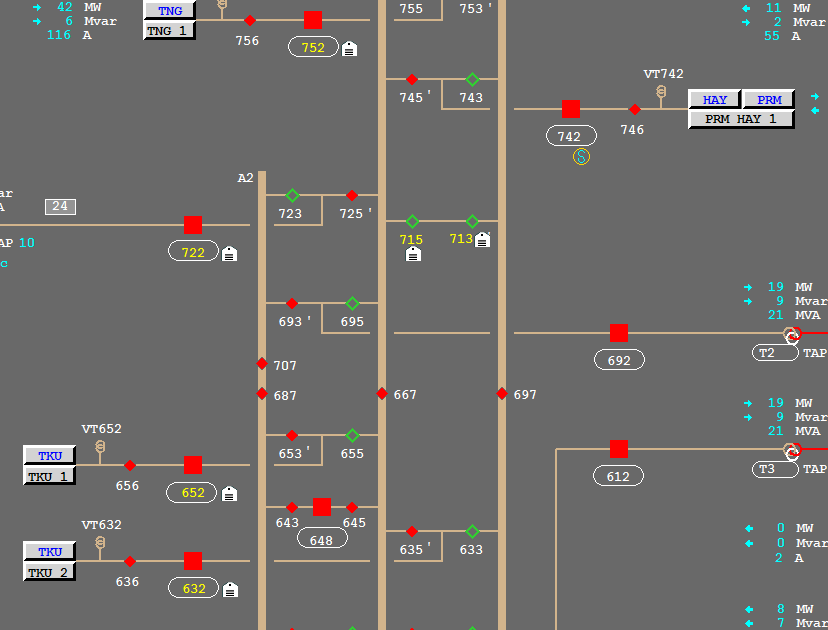 42 MW
6 Mvar
116 A
TNG
TNG 1
756
752
755
753 '
11 MW
2 Mvar
55 A
745 '
743
VT742
742
746
HAY
PRM
PRM HAY 1
S
A2
ar
A
24
723
725 '
722
AP 10
c
715
713
693 '
695
19 MW
9 Mvar
21 MVA
692
T2
TAP
707
687
667
697
19 MW
9 Mvar
21 MVA
VT652
TKU
TKU 1
656
652
653 '
655
612
T3
TAP
643
645
648
VT632
TKU
TKU 2
636
632
635 '
633
0 MW
0 Mvar
2 A
8 MW
7 Mvar